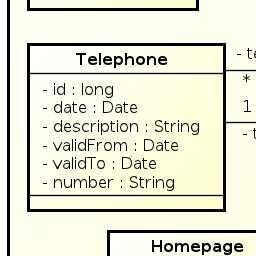 Telephone
- id : long
- date : Date
- description : String
- validFrom : Date
- validTo : Date
- number : String
- te
*
1
- t
Homepage